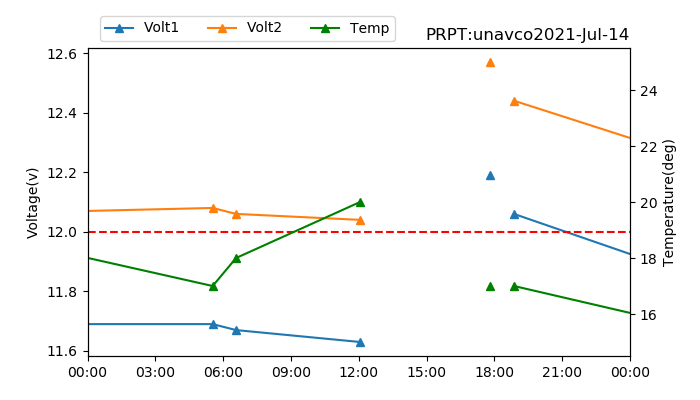 Volt1 Volt2 Temp
PRPT:unavco2021-Jul-14
12.6
12.4
12.2
12.0
11.8
11.6
Voltage(v)
24
22
20
18
16
Temperature(deg)
00:00 03:00 06:00 09:00 12:00 15:00 18:00 21:00 00:00